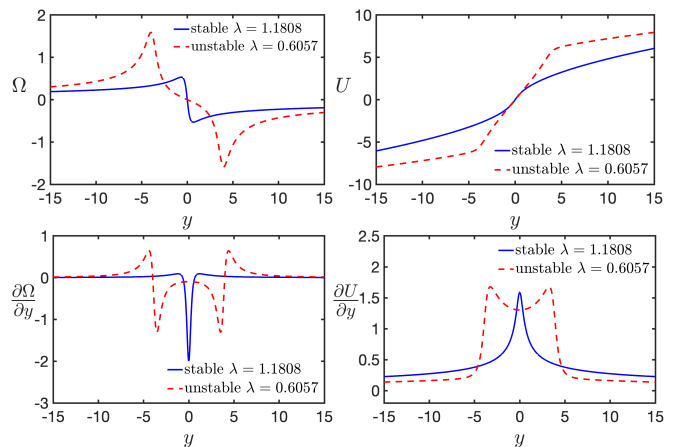 2
1
0
-1
-2
Ω
-15 -10 -5 0 5 10 15
y
stable λ = 1.1808
unstable λ = 0.6057
10
5
0
-5
-10
U
-15 -10 -5 0 5 10 15
y
stable λ = 1.1808
unstable λ = 0.6057
1
0
-1
-2
-3
∂Ω
∂y
-15 -10 -5 0 5 10 15
y
stable λ = 1.1808
unstable λ = 0.6057
2.5
2
1.5
1
0.5
0
∂U
∂y
-15 -10 -5 0 5 10 15
y
stable λ = 1.1808
unstable λ = 0.6057